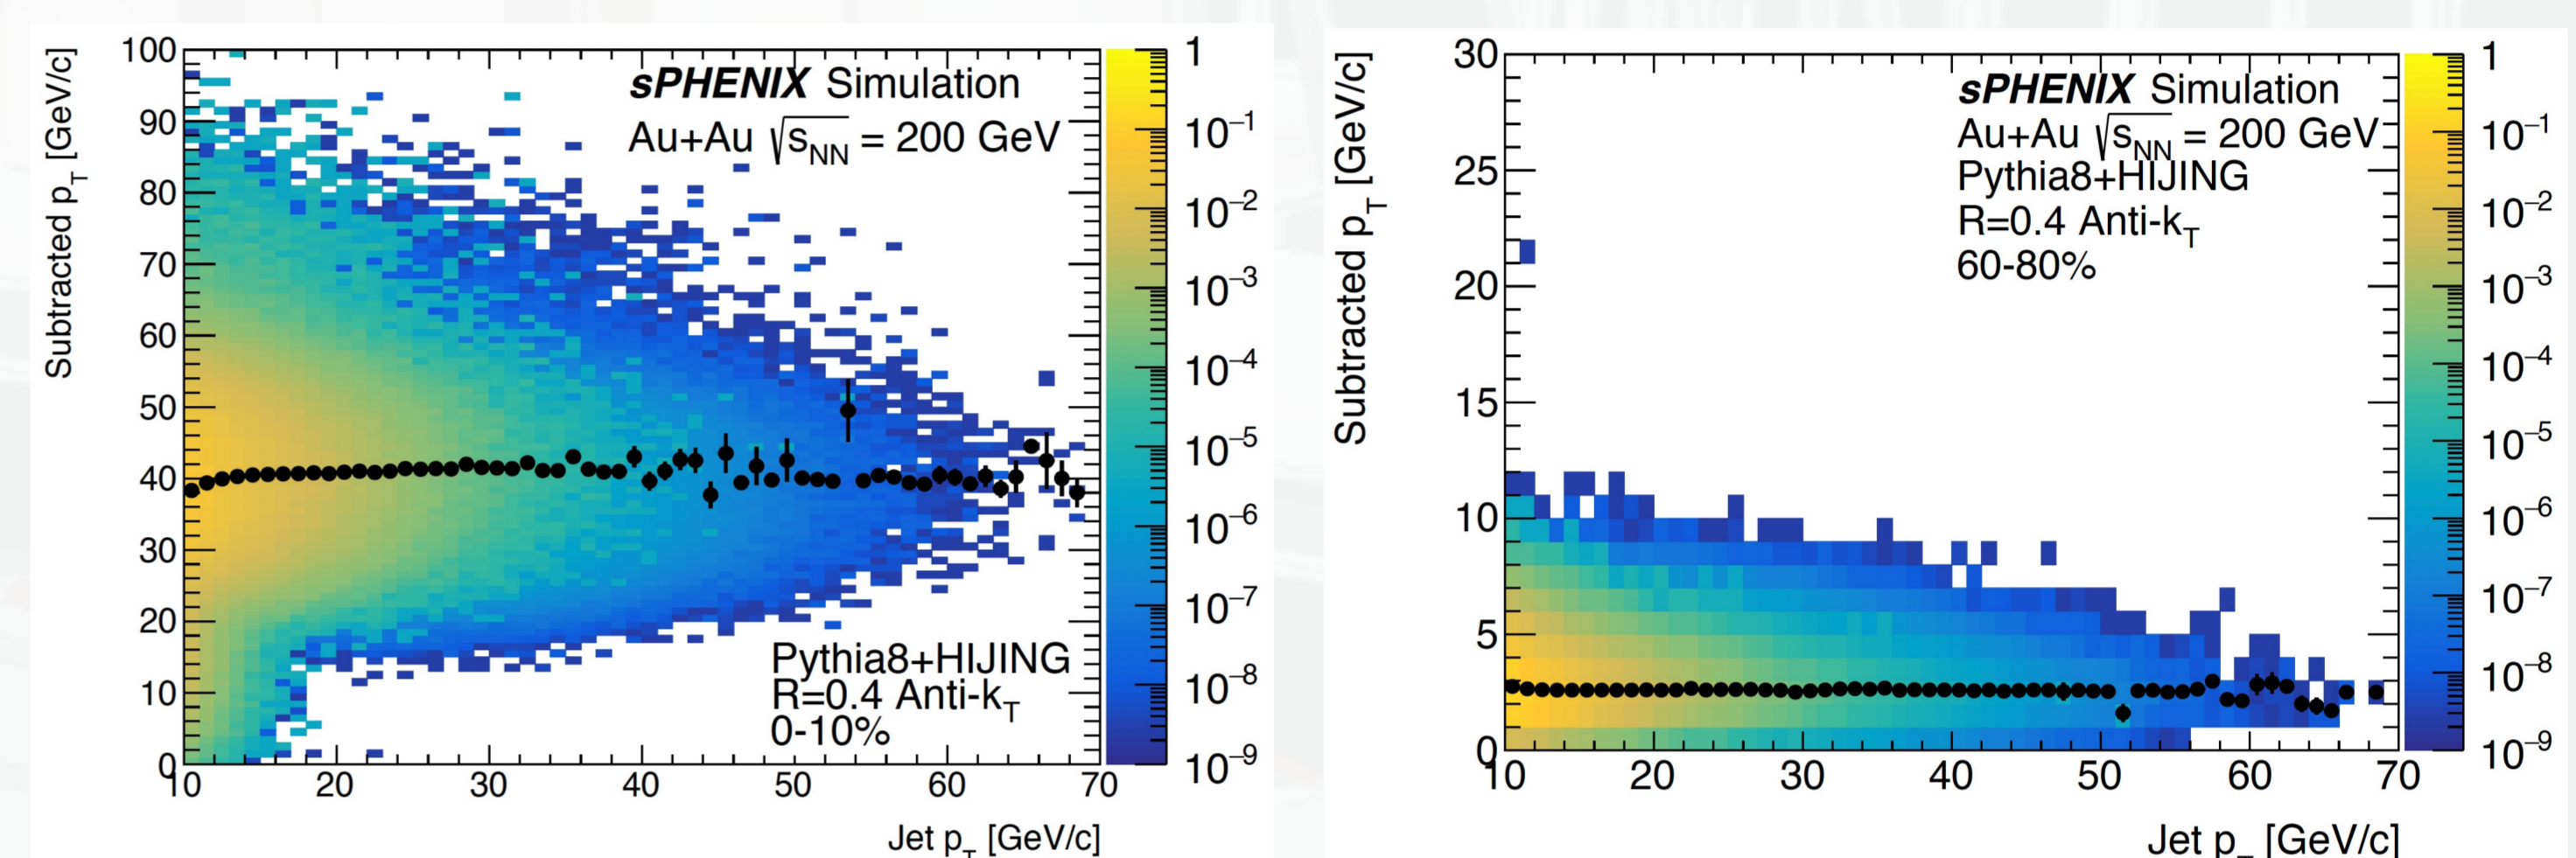 Subtracted p_T [GeV/c]
100
90
80
70
60
50
40
30
20
10
0
sPHENIX Simulation
Au+Au √s_NN = 200 GeV
Pythia8+HIJING
R=0.4 Anti-k_T
0-10%
10 20 30 40 50 60 70
Jet p_T [GeV/c]
1
10⁻¹
10⁻²
10⁻³
10⁻⁴
10⁻⁵
10⁻⁶
10⁻⁷
10⁻⁸
10⁻⁹
Subtracted p_T [GeV/c]
30
25
20
15
10
5
0
sPHENIX Simulation
Au+Au √s_NN = 200 GeV
Pythia8+HIJING
R=0.4 Anti-k_T
60-80%
10 20 30 40 50 60 70
Jet p_T [GeV/c]
1
10⁻¹
10⁻²
10⁻³
10⁻⁴
10⁻⁵
10⁻⁶
10⁻⁷
10⁻⁸
10⁻⁹